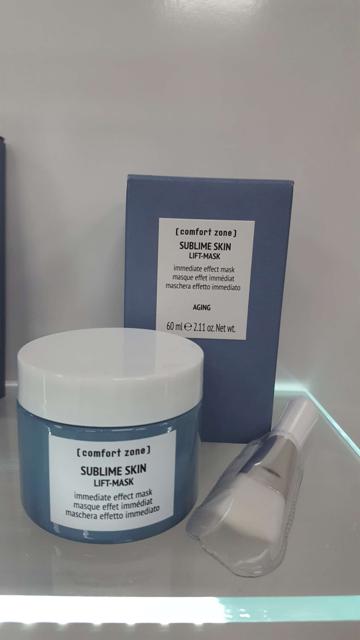 [comfort zone]
SUBLIME SKIN
LIFT-MASK
immediate effect mask
masque effet immédiat
maschera effetto immediato
AGING
60 ml ℮ 2.11 oz. Net wt.
[comfort zone]
SUBLIME SKIN
LIFT-MASK
immediate effect mask
masque effet immédiat
maschera effetto immediato